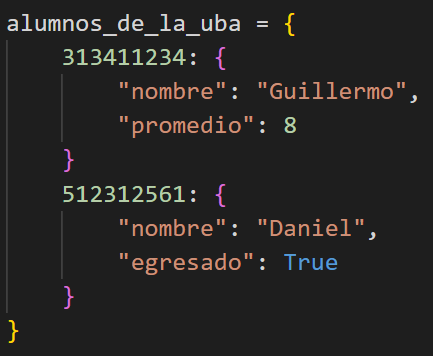 alumnos_de_la_uba = {
    313411234: {
        "nombre": "Guillermo",
        "promedio": 8
    }
    512312561: {
        "nombre": "Daniel",
        "egresado": True
    }
}